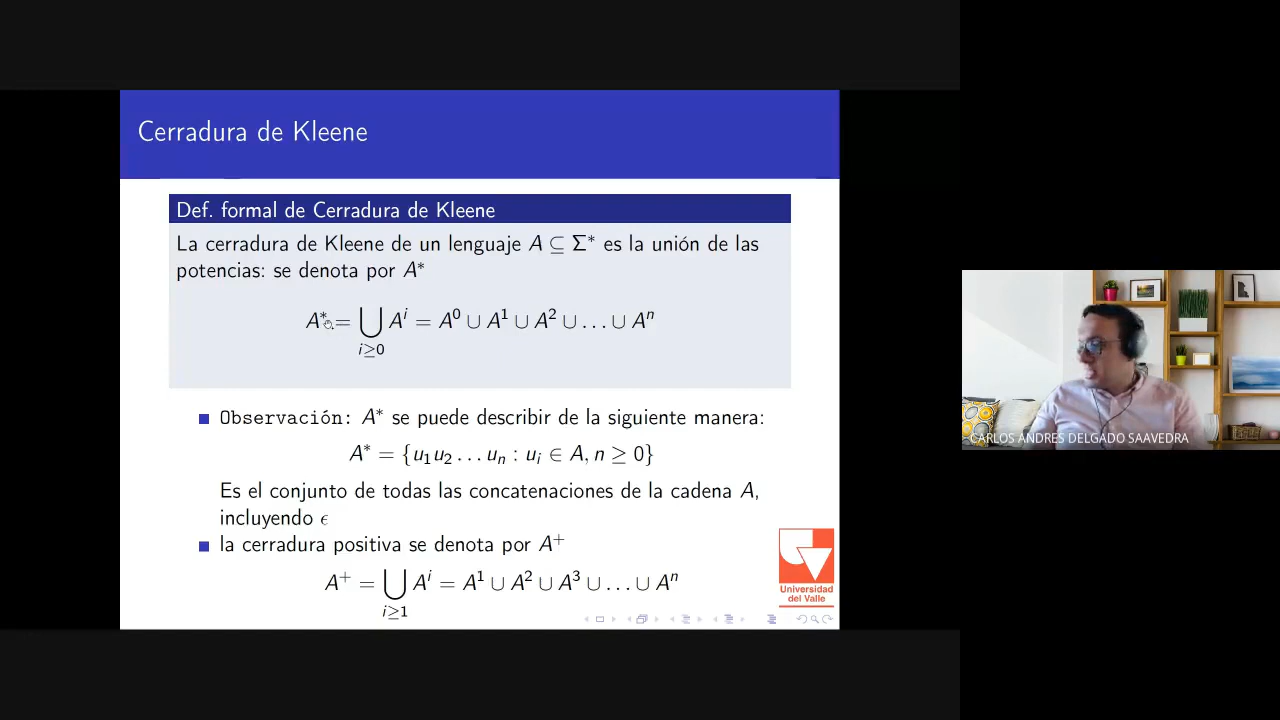 Cerradura de Kleene
Def. formal de Cerradura de Kleene
La cerradura de Kleene de un lenguaje A ⊆ Σ* es la unión de las
potencias: se denota por A*
A* = ⋃ Aⁱ = A⁰ ∪ A¹ ∪ A² ∪ . . . ∪ Aⁿ
i≥0
Observación: A* se puede describir de la siguiente manera:
A* = {u₁u₂ . . . uₙ : uᵢ ∈ A, n ≥ 0}
Es el conjunto de todas las concatenaciones de la cadena A,
incluyendo ϵ
la cerradura positiva se denota por A⁺
A⁺ = ⋃ Aⁱ = A¹ ∪ A² ∪ A³ ∪ . . . ∪ Aⁿ
i≥1
Universidad
del Valle
CARLOS ANDRES DELGADO SAAVEDRA